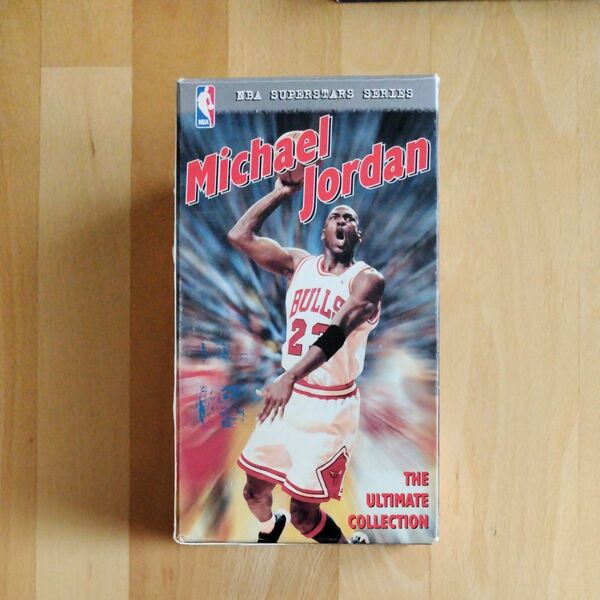 NBA SUPERSTARS SERIES
NBA
Michael
Jordan
BULLS
23
THE
ULTIMATE
COLLECTION